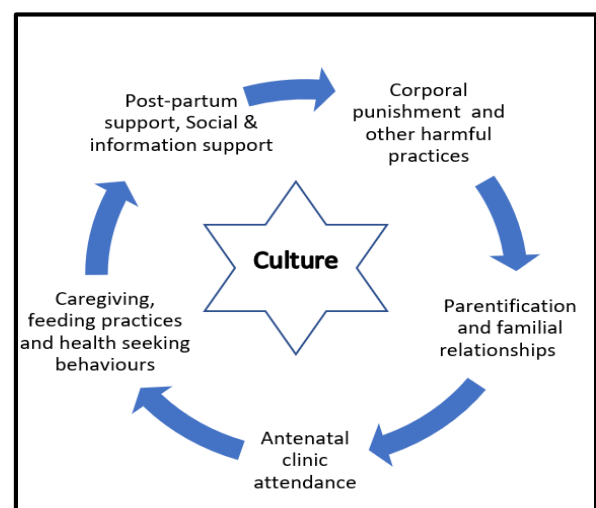 Post-partum
support, Social &
information support
Corporal
punishment and
other harmful
practices
Culture
Caregiving,
feeding practices
and health seeking
behaviours
Parentification
and familial
relationships
Antenatal
clinic
attendance